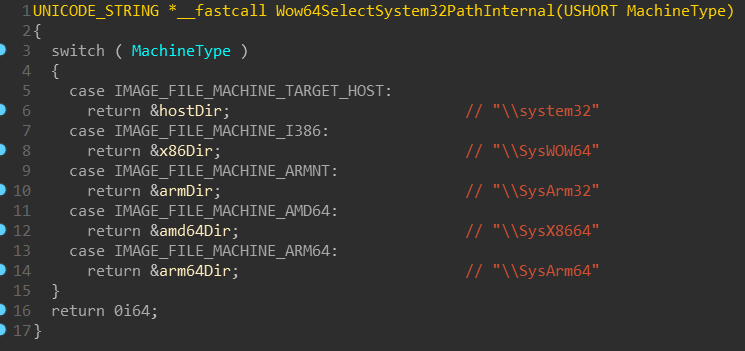 1 UNICODE_STRING *__fastcall Wow64SelectSystem32PathInternal(USHORT MachineType)
2 {
3 switch ( MachineType )
4 {
5 case IMAGE_FILE_MACHINE_TARGET_HOST:
6 return &hostDir; // "\\system32"
7 case IMAGE_FILE_MACHINE_I386:
8 return &x86Dir; // "\\SysWOW64"
9 case IMAGE_FILE_MACHINE_ARMNT:
10 return &armDir; // "\\SysArm32"
11 case IMAGE_FILE_MACHINE_AMD64:
12 return &amd64Dir; // "\\SysX8664"
13 case IMAGE_FILE_MACHINE_ARM64:
14 return &arm64Dir; // "\\SysArm64"
15 }
16 return 0i64;
17 }